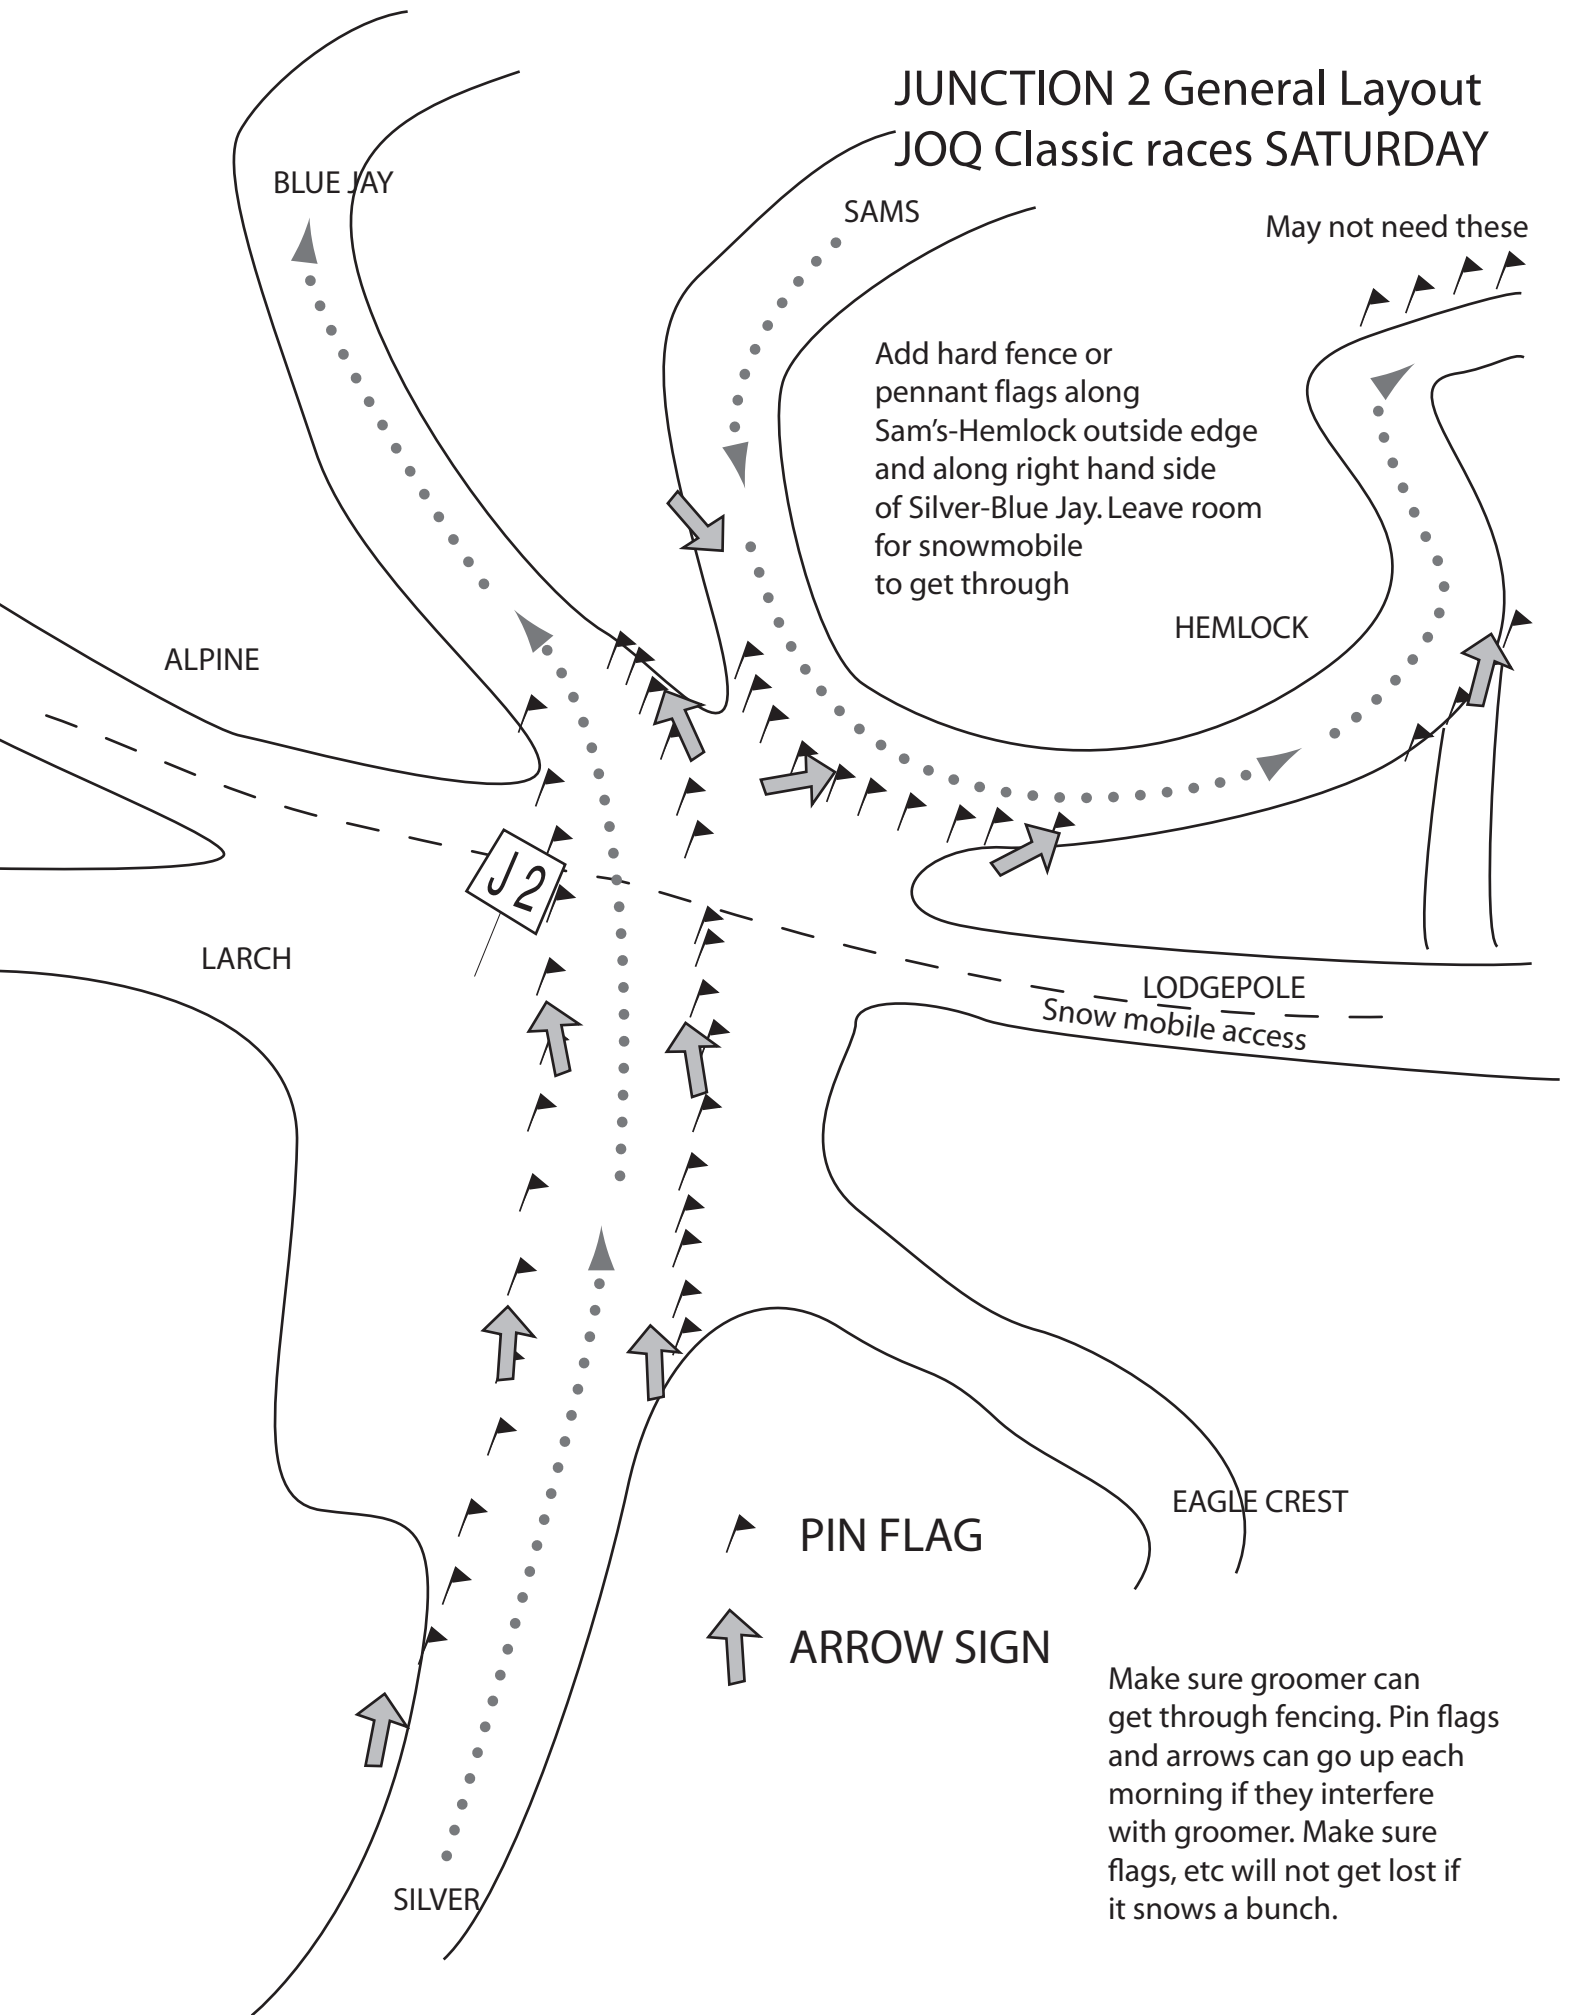 JUNCTION 2 General Layout
JOQ Classic races SATURDAY
BLUE JAY
SAMS
May not need these
Add hard fence or
pennant flags along
Sam's-Hemlock outside edge
and along right hand side
of Silver-Blue Jay. Leave room
for snowmobile
to get through
HEMLOCK
ALPINE
J2
LARCH
LODGEPOLE
Snow mobile access
EAGLE CREST
PIN FLAG
ARROW SIGN
Make sure groomer can
get through fencing. Pin flags
and arrows can go up each
morning if they interfere
with groomer. Make sure
flags, etc will not get lost if
it snows a bunch.
SILVER